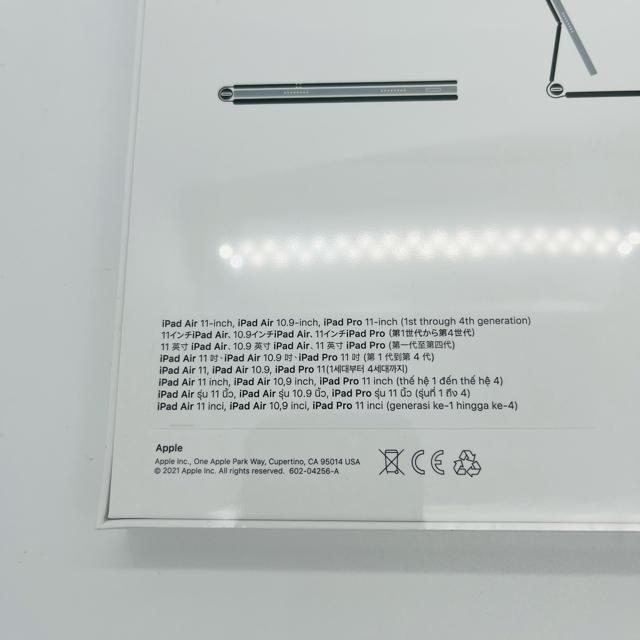 iPad Air 11-inch, iPad Air 10.9-inch, iPad Pro 11-inch (1st through 4th generation)
11インチiPad Air、10.9インチiPad Air、11インチiPad Pro (第1世代から第4世代)
11 英寸 iPad Air、10.9 英寸 iPad Air、11 英寸 iPad Pro (第一代至第四代)
iPad Air 11 吋、iPad Air 10.9 吋、iPad Pro 11 吋 (第 1 代到第 4 代)
iPad Air 11, iPad Air 10.9, iPad Pro 11(1세대부터 4세대까지)
iPad Air 11 inch, iPad Air 10,9 inch, iPad Pro 11 inch (thế hệ 1 đến thế hệ 4)
iPad Air รุ่น 11 นิ้ว, iPad Air รุ่น 10.9 นิ้ว, iPad Pro รุ่น 11 นิ้ว (รุ่นที่ 1 ถึง 4)
iPad Air 11 inci, iPad Air 10,9 inci, iPad Pro 11 inci (generasi ke-1 hingga ke-4)
Apple
Apple Inc., One Apple Park Way, Cupertino, CA 95014 USA
© 2021 Apple Inc. All rights reserved. 602-04256-A
CE